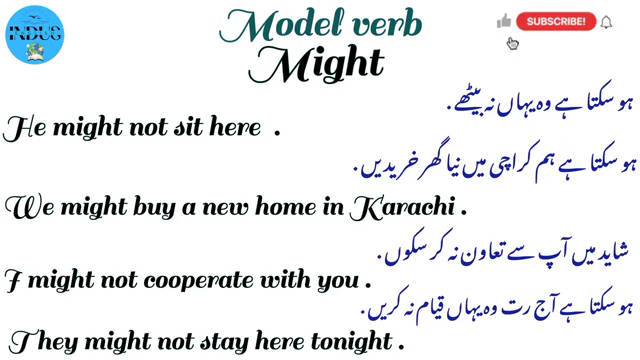 INDUS
Model verb
SUBSCRIBE!
Might
ہو سکتا ہے وہ یہاں نہ بیٹھے.
He might not sit here .
ہو سکتا ہے ہم کراچی میں نیا گھر خریدیں.
We might buy a new home in Karachi .
شاید میں آپ سے تعاون نہ کر سکوں.
I might not cooperate with you .
ہو سکتا ہے آج رت وہ یہاں قیام نہ کریں.
They might not stay here tonight .